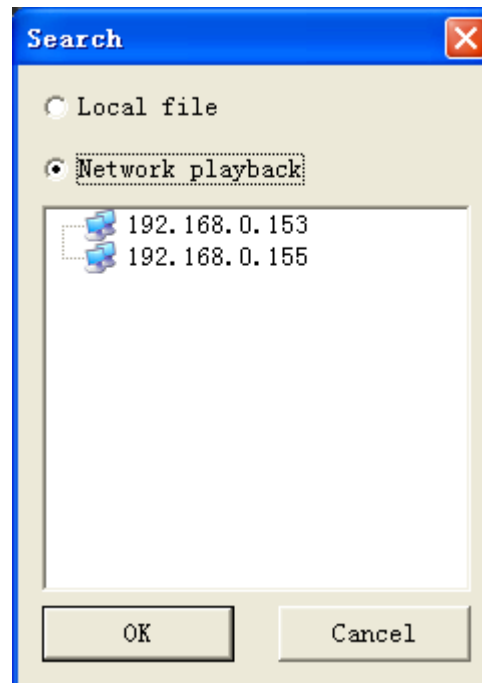 Search
Local file
Network playback
192.168.0.153
192.168.0.155
OK
Cancel